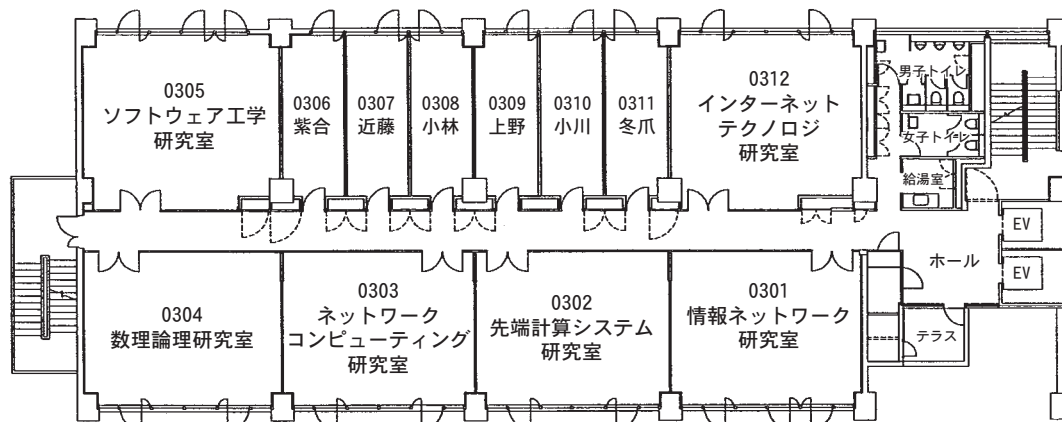 0305
ソフトウェア工学
研究室
0306
紫合
0307
近藤
0308
小林
0309
上野
0310
小川
0311
冬爪
0312
インターネット
テクノロジ
研究室
男子トイレ
女子トイレ
給湯室
EV
EV
ホール
テラス
0304
数理論理研究室
0303
ネットワーク
コンピューティング
研究室
0302
先端計算システム
研究室
0301
情報ネットワーク
研究室